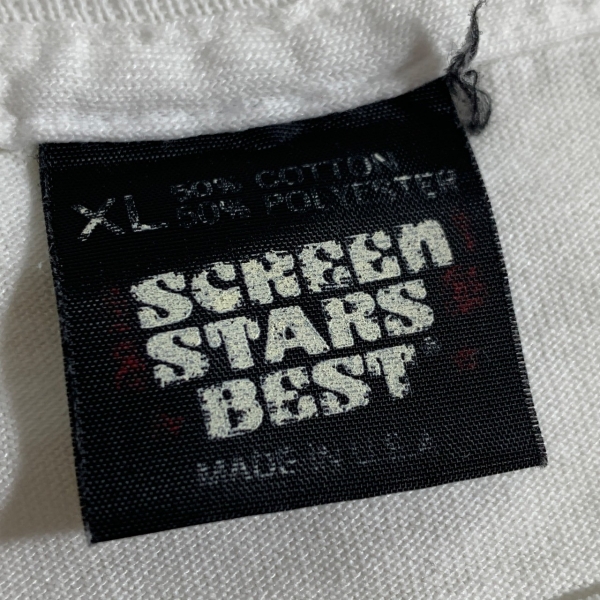 XL 50% COTTON
50% POLYESTER
SCREEN
STARS
BEST®
MADE IN U.S.A.